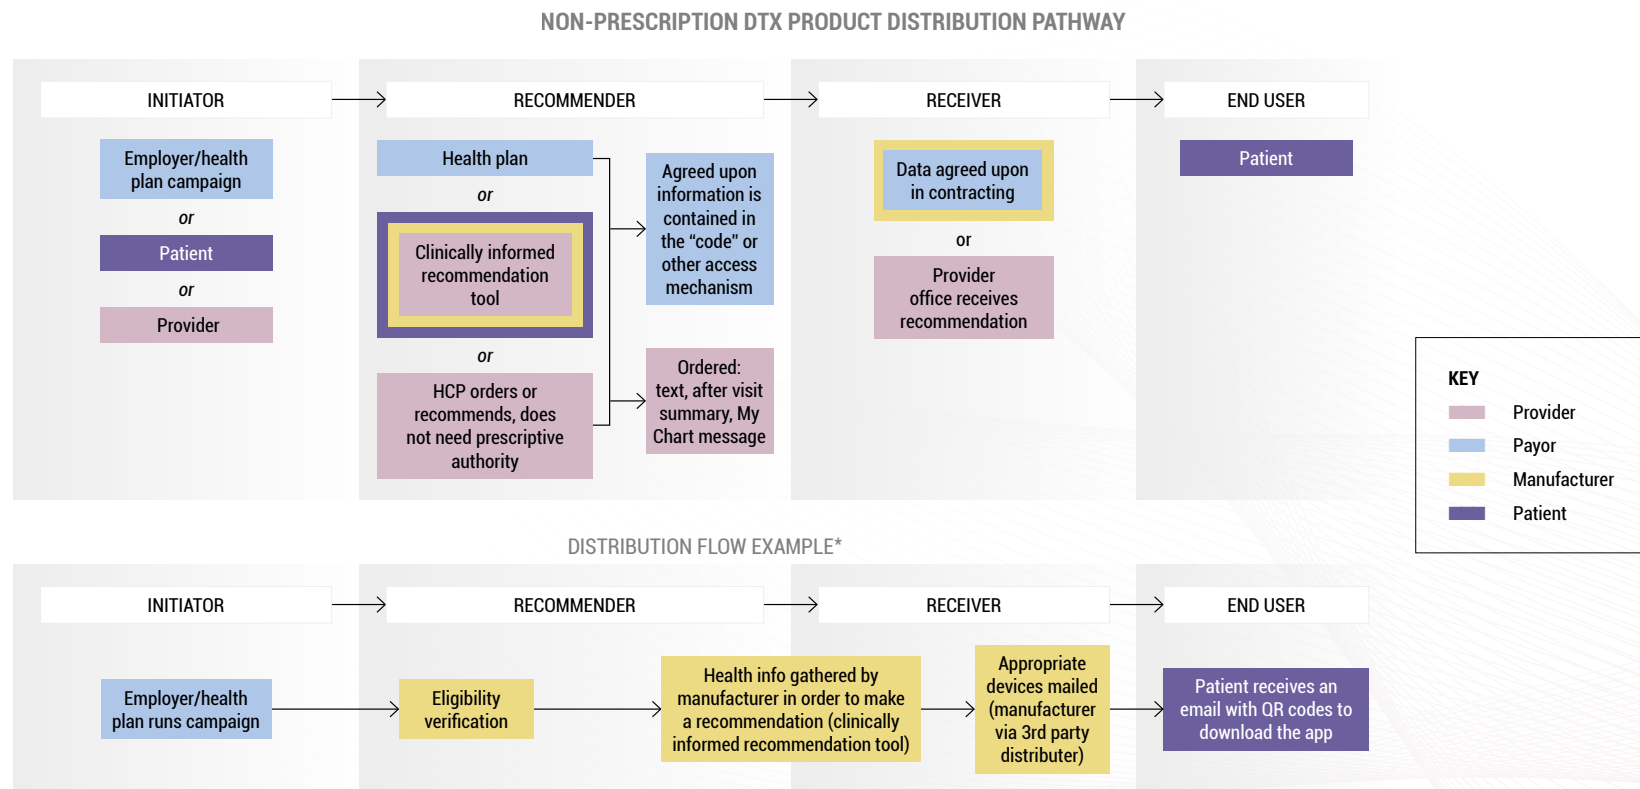 NON-PRESCRIPTION DTX PRODUCT DISTRIBUTION PATHWAY
INITIATOR
RECOMMENDER
RECEIVER
END USER
Employer/health
plan campaign
or
Patient
or
Provider
Health plan
or
Clinically informed
recommendation
tool
or
HCP orders or
recommends, does
not need prescriptive
authority
Agreed upon
information is
contained in
the “code” or
other access
mechanism
Ordered:
text, after visit
summary, My
Chart message
Data agreed upon
in contracting
or
Provider
office receives
recommendation
Patient
KEY
Provider
Payor
Manufacturer
Patient
DISTRIBUTION FLOW EXAMPLE*
INITIATOR
RECOMMENDER
RECEIVER
END USER
Employer/health
plan runs campaign
Eligibility
verification
Health info gathered by
manufacturer in order to make
a recommendation (clinically
informed recommendation tool)
Appropriate
devices mailed
(manufacturer
via 3rd party
distributer)
Patient receives an
email with QR codes to
download the app